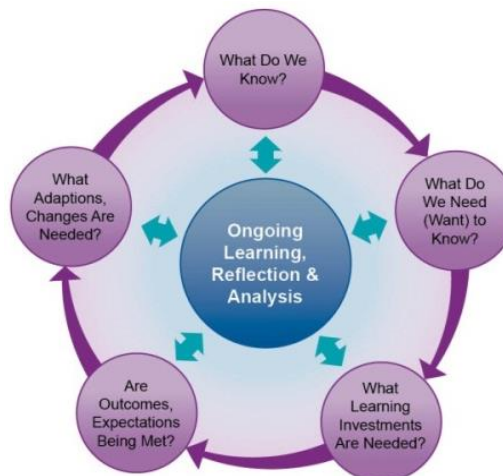 What Do We
Know?
What Do
We Need
(Want) to
Know?
What
Learning
Investments
Are Needed?
Are
Outcomes,
Expectations
Being Met?
What
Adaptions,
Changes Are
Needed?
Ongoing
Learning,
Reflection &
Analysis